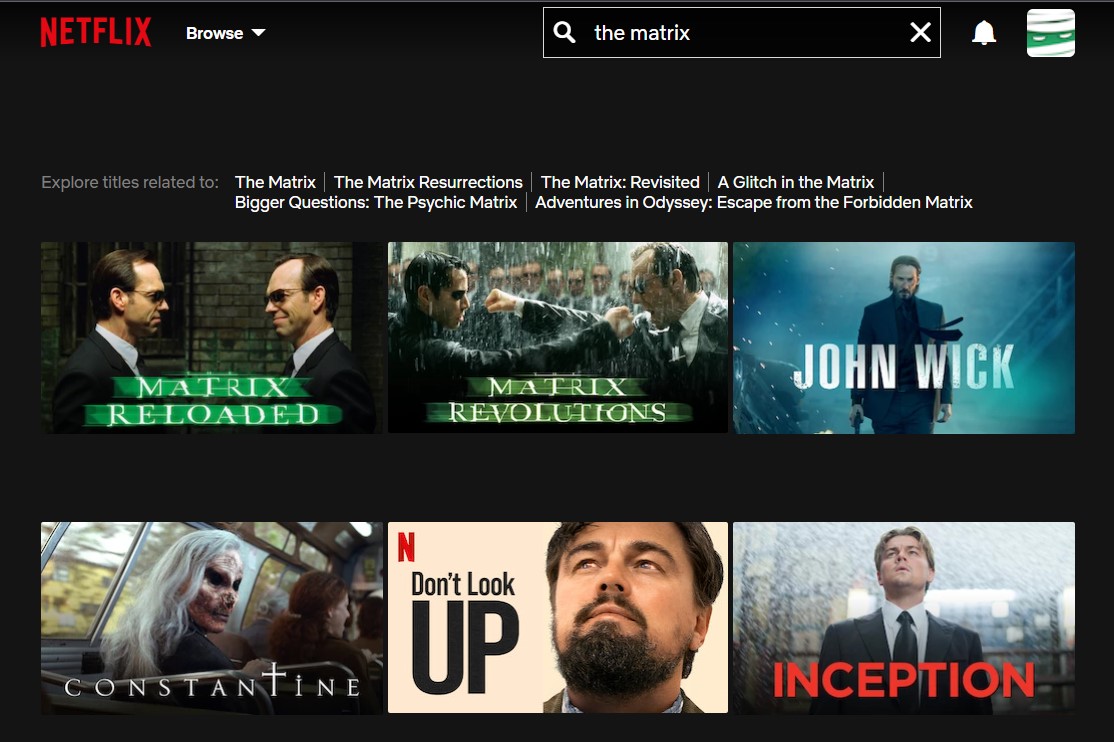 NETFLIX Browse the matrix
Explore titles related to: The Matrix The Matrix Resurrections The Matrix: Revisited A Glitch in the Matrix
Bigger Questions: The Psychic Matrix Adventures in Odyssey: Escape from the Forbidden Matrix
MATRIX
RELOADED
MATRIX
REVOLUTIONS
JOHN WICK
CONSTANTINE
N
Don't Look
UP
INCEPTION